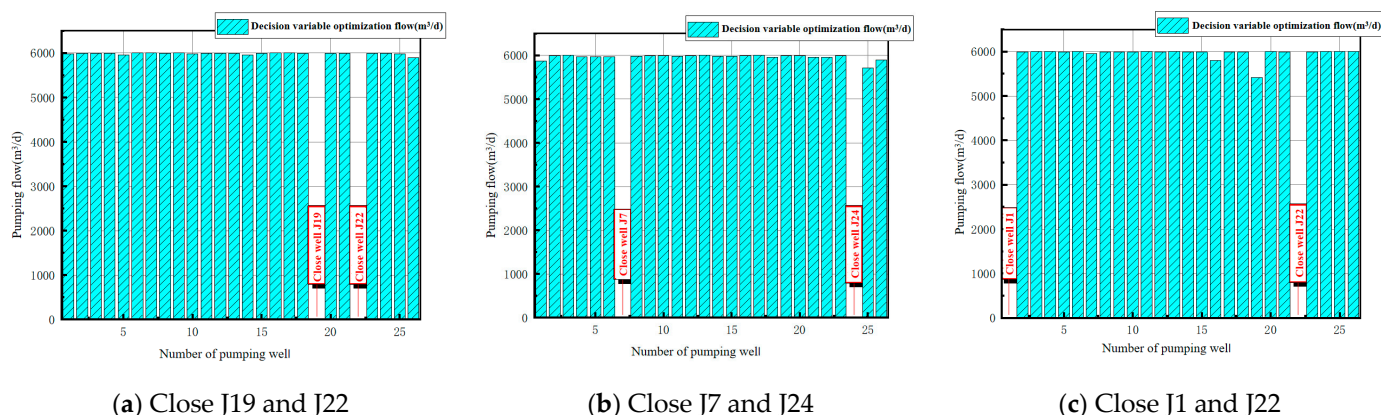 Decision variable optimization flow(m³/d)
Pumping flow(m³/d)
6000
5000
4000
3000
2000
1000
0
Close well J19
Close well J22
5
10
15
20
25
Number of pumping well
(a) Close J19 and J22
Decision variable optimization flow(m³/d)
Pumping flow(m³/d)
6000
5000
4000
3000
2000
1000
0
Close well J7
Close well J24
5
10
15
20
25
Number of pumping well
(b) Close J7 and J24
Decision variable optimization flow(m³/d)
Pumping flow(m³/d)
6000
5000
4000
3000
2000
1000
0
Close well J1
Close well J22
5
10
15
20
25
Number of pumping well
(c) Close J1 and J22